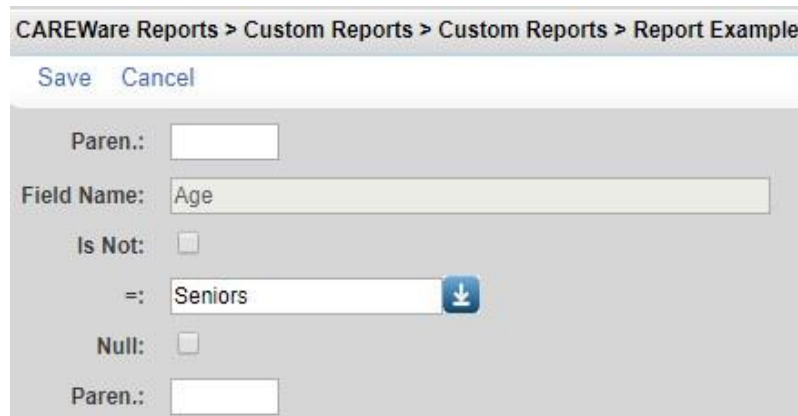 CAREWare Reports > Custom Reports > Custom Reports > Report Example
Save Cancel
Paren.:
Field Name: Age
Is Not:
=: Seniors
Null:
Paren.: